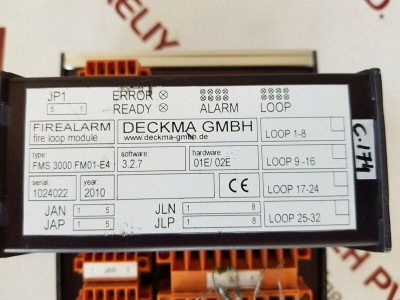 JP1 ERROR ALARM LOOP
5 1 READY
FIREALARM
fire loop module
DECKMA GMBH
www.deckma-gmbh.de
LOOP 1-8
type:
FMS 3000 FM01-E4
software:
3.2.7
hardware:
01E/ 02E
LOOP 9 -16
serial:
1024022
year:
2010
CE
LOOP 17-24
JAN 1 5
JAP 1 5
JLN 1 8
JLP 1 8
LOOP 25-32
C-174